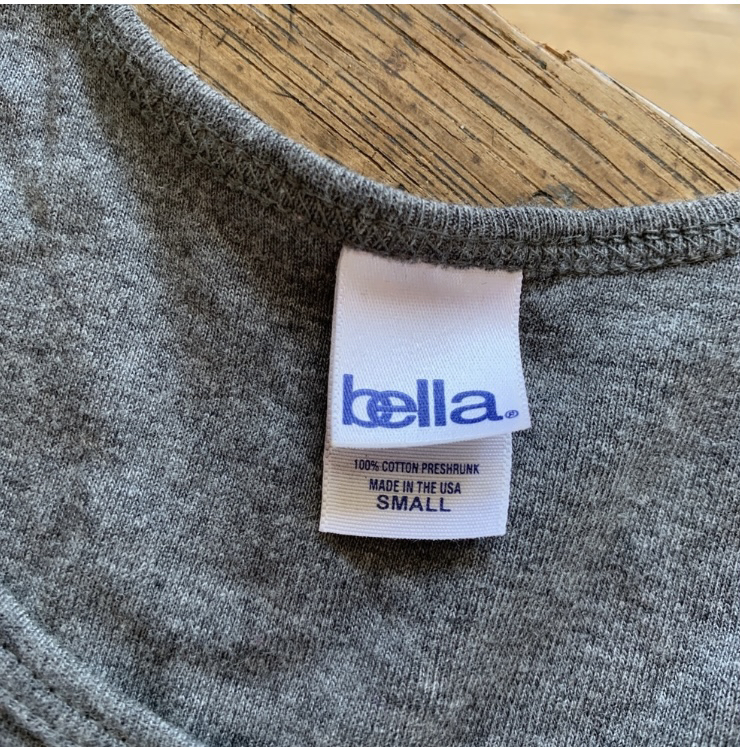 bella®
100% COTTON PRESHRUNK
MADE IN THE USA
SMALL